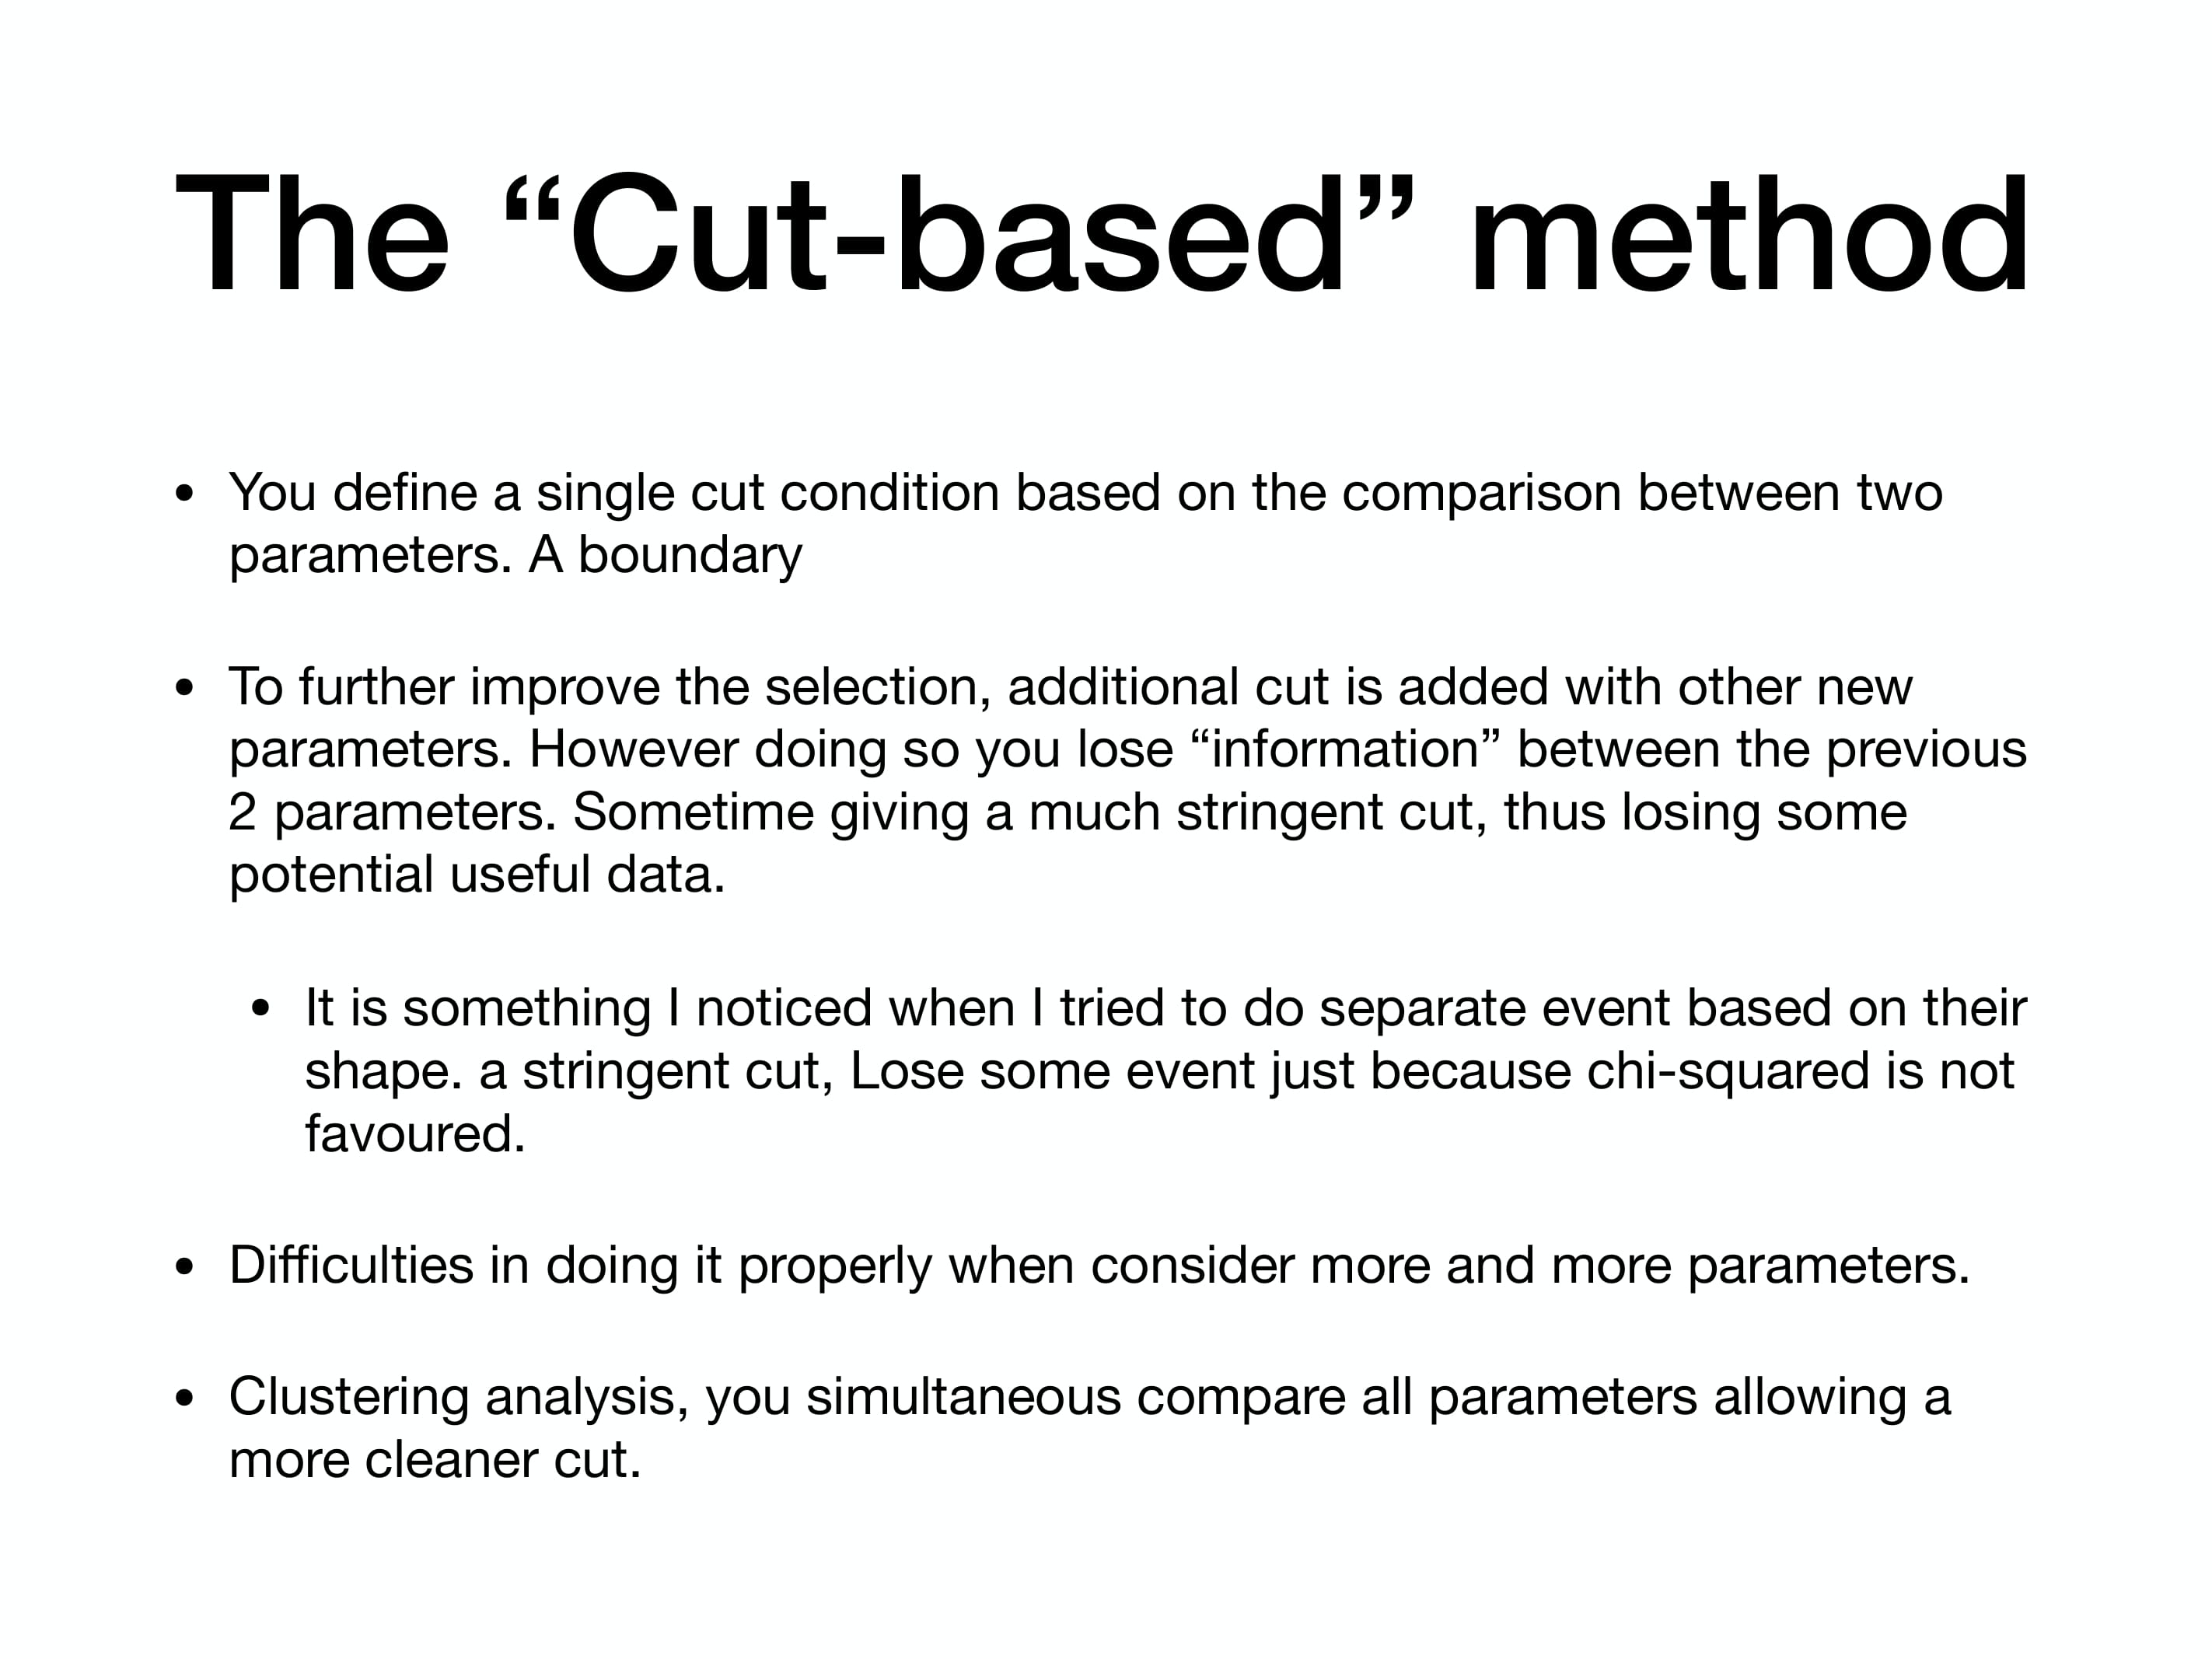 The “Cut-based” method
• You define a single cut condition based on the comparison between two
parameters. A boundary
• To further improve the selection, additional cut is added with other new
parameters. However doing so you lose “information” between the previous
2 parameters. Sometime giving a much stringent cut, thus losing some
potential useful data.
• It is something I noticed when I tried to do separate event based on their
shape. a stringent cut, Lose some event just because chi-squared is not
favoured.
• Difficulties in doing it properly when consider more and more parameters.
• Clustering analysis, you simultaneous compare all parameters allowing a
more cleaner cut.